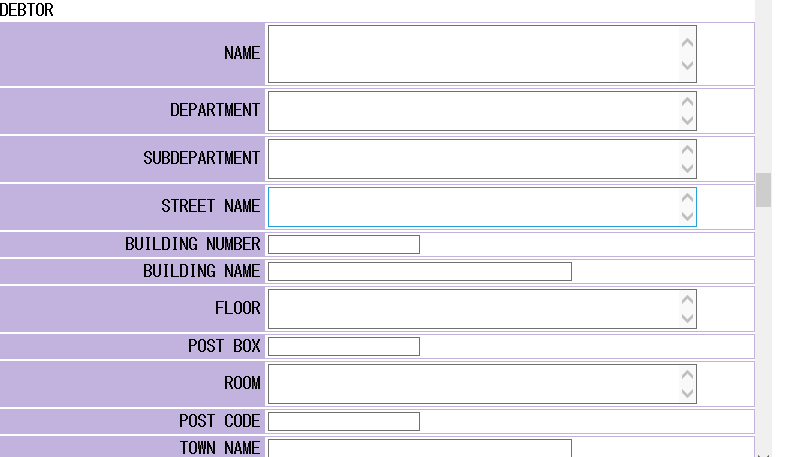 DEBTOR
NAME
DEPARTMENT
SUBDEPARTMENT
STREET NAME
BUILDING NUMBER
BUILDING NAME
FLOOR
POST BOX
ROOM
POST CODE
TOWN NAME